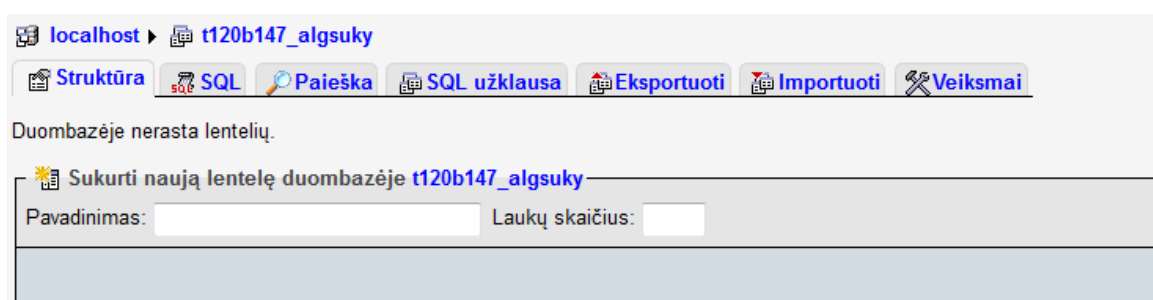 localhost ▸ t120b147_algsuky
Struktūra SQL Paieška SQL užklausa Eksportuoti Importuoti Veiksmai
Duombazėje nerasta lentelių.
Sukurti naują lentelę duombazėje t120b147_algsuky
Pavadinimas: Laukų skaičius: